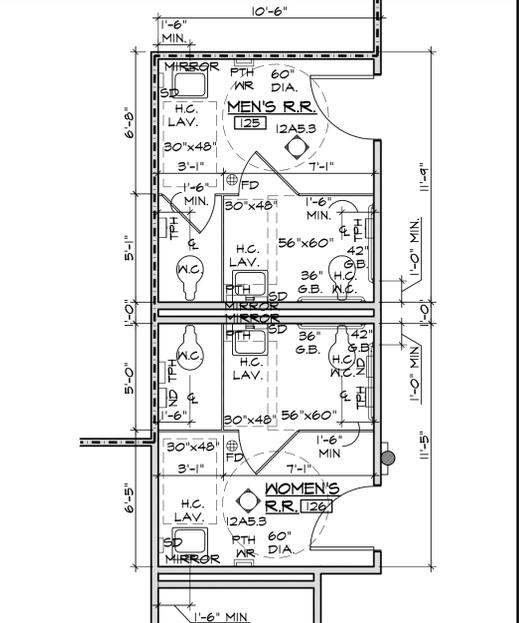 10'-6"
1'-6"
MIN.
MIRROR
PTH
WR
60"
DIA.
SD
H.C.
LAV.
MEN'S R.R.
125
12A5.3
6'-8"
30"x48"
3'-1"
7'-1"
FD
11'-9"
1'-6"
MIN.
30"x48"
1'-6"
MIN.
TPH
℄
℄
TPH
5'-1"
56"x60"
42"
G.B.
1'-0" MIN.
H.C.
LAV.
W.C.
36"
G.B.
H.C.
W.C.
PTH
SD
MIRROR
1'-0"
1'-0"
MIRROR
PTH
SD
36"
G.B.
42"
G.B.
W.C.
H.C.
LAV.
H.C.
W.C.
TPH
ND
ND
TPH
℄
℄
5'-0"
1'-0" MIN
1'-6"
30"x48"
56"x60"
1'-6"
MIN
30"x48"
FD
3'-1"
7'-1"
11'-5"
WOMEN'S
R.R.
126
12A5.3
6'-5"
H.C.
LAV.
SD
MIRROR
PTH
WR
60"
DIA.
1'-6" MIN